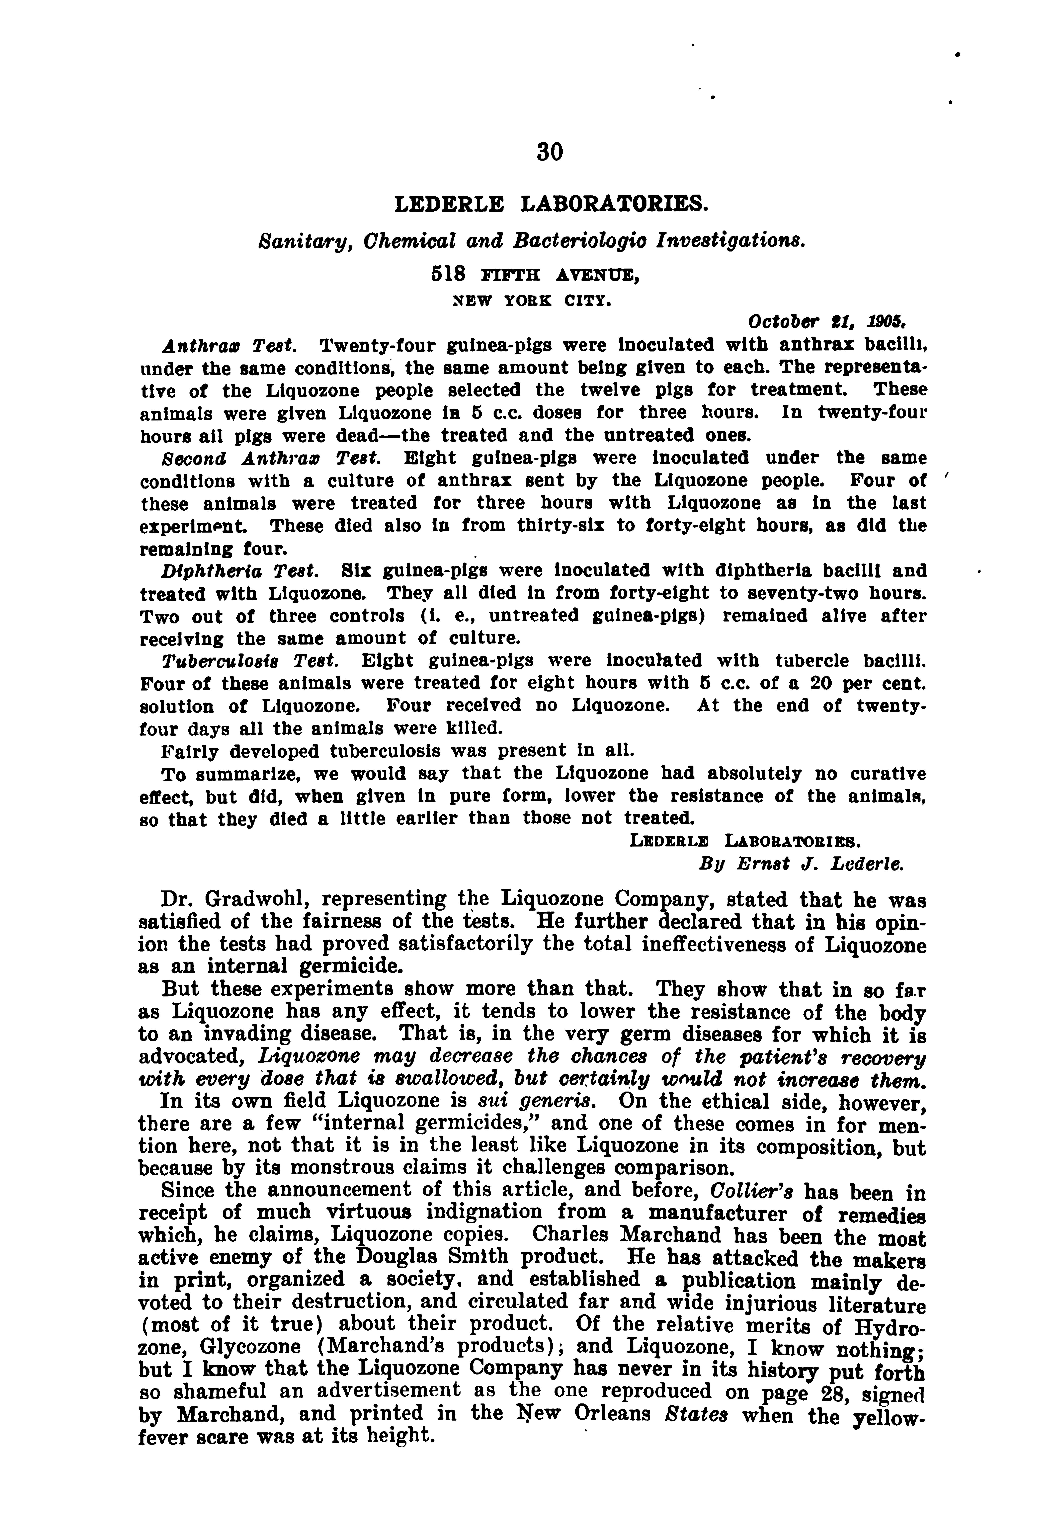 30
LEDERLE LABORATORIES.
Sanitary, Chemical and Bacteriologic Investigations.
518 FIFTH AVENUE,
NEW YORK CITY.
October 21, 1905.
Anthrax Test. Twenty-four guinea-pigs were inoculated with anthrax bacilli,
under the same conditions, the same amount being given to each. The representa-
tive of the Liquozone people selected the twelve pigs for treatment. These
animals were given Liquozone in 5 c.c. doses for three hours. In twenty-four
hours all pigs were dead—the treated and the untreated ones.
Second Anthrax Test. Eight guinea-pigs were inoculated under the same
conditions with a culture of anthrax sent by the Liquozone people. Four of
these animals were treated for three hours with Liquozone as in the last
experiment. These died also in from thirty-six to forty-eight hours, as did the
remaining four.
Diphtheria Test. Six guinea-pigs were inoculated with diphtheria bacilli and
treated with Liquozone. They all died in from forty-eight to seventy-two hours.
Two out of three controls (i. e., untreated guinea-pigs) remained alive after
receiving the same amount of culture.
Tuberculosis Test. Eight guinea-pigs were inoculated with tubercle bacilli.
Four of these animals were treated for eight hours with 5 c.c. of a 20 per cent.
solution of Liquozone. Four received no Liquozone. At the end of twenty-
four days all the animals were killed.
Fairly developed tuberculosis was present in all.
To summarize, we would say that the Liquozone had absolutely no curative
effect, but did, when given in pure form, lower the resistance of the animals,
so that they died a little earlier than those not treated.
LEDERLE LABORATORIES.
By Ernst J. Lederle.
Dr. Gradwohl, representing the Liquozone Company, stated that he was
satisfied of the fairness of the tests. He further declared that in his opin-
ion the tests had proved satisfactorily the total ineffectiveness of Liquozone
as an internal germicide.
But these experiments show more than that. They show that in so far
as Liquozone has any effect, it tends to lower the resistance of the body
to an invading disease. That is, in the very germ diseases for which it is
advocated, Liquozone may decrease the chances of the patient's recovery
with every dose that is swallowed, but certainly would not increase them.
In its own field Liquozone is sui generis. On the ethical side, however,
there are a few "internal germicides," and one of these comes in for men-
tion here, not that it is in the least like Liquozone in its composition, but
because by its monstrous claims it challenges comparison.
Since the announcement of this article, and before, Collier's has been in
receipt of much virtuous indignation from a manufacturer of remedies
which, he claims, Liquozone copies. Charles Marchand has been the most
active enemy of the Douglas Smith product. He has attacked the makers
in print, organized a society, and established a publication mainly de-
voted to their destruction, and circulated far and wide injurious literature
(most of it true) about their product. Of the relative merits of Hydro-
zone, Glycozone (Marchand's products); and Liquozone, I know nothing;
but I know that the Liquozone Company has never in its history put forth
so shameful an advertisement as the one reproduced on page 28, signed
by Marchand, and printed in the New Orleans States when the yellow-
fever scare was at its height.